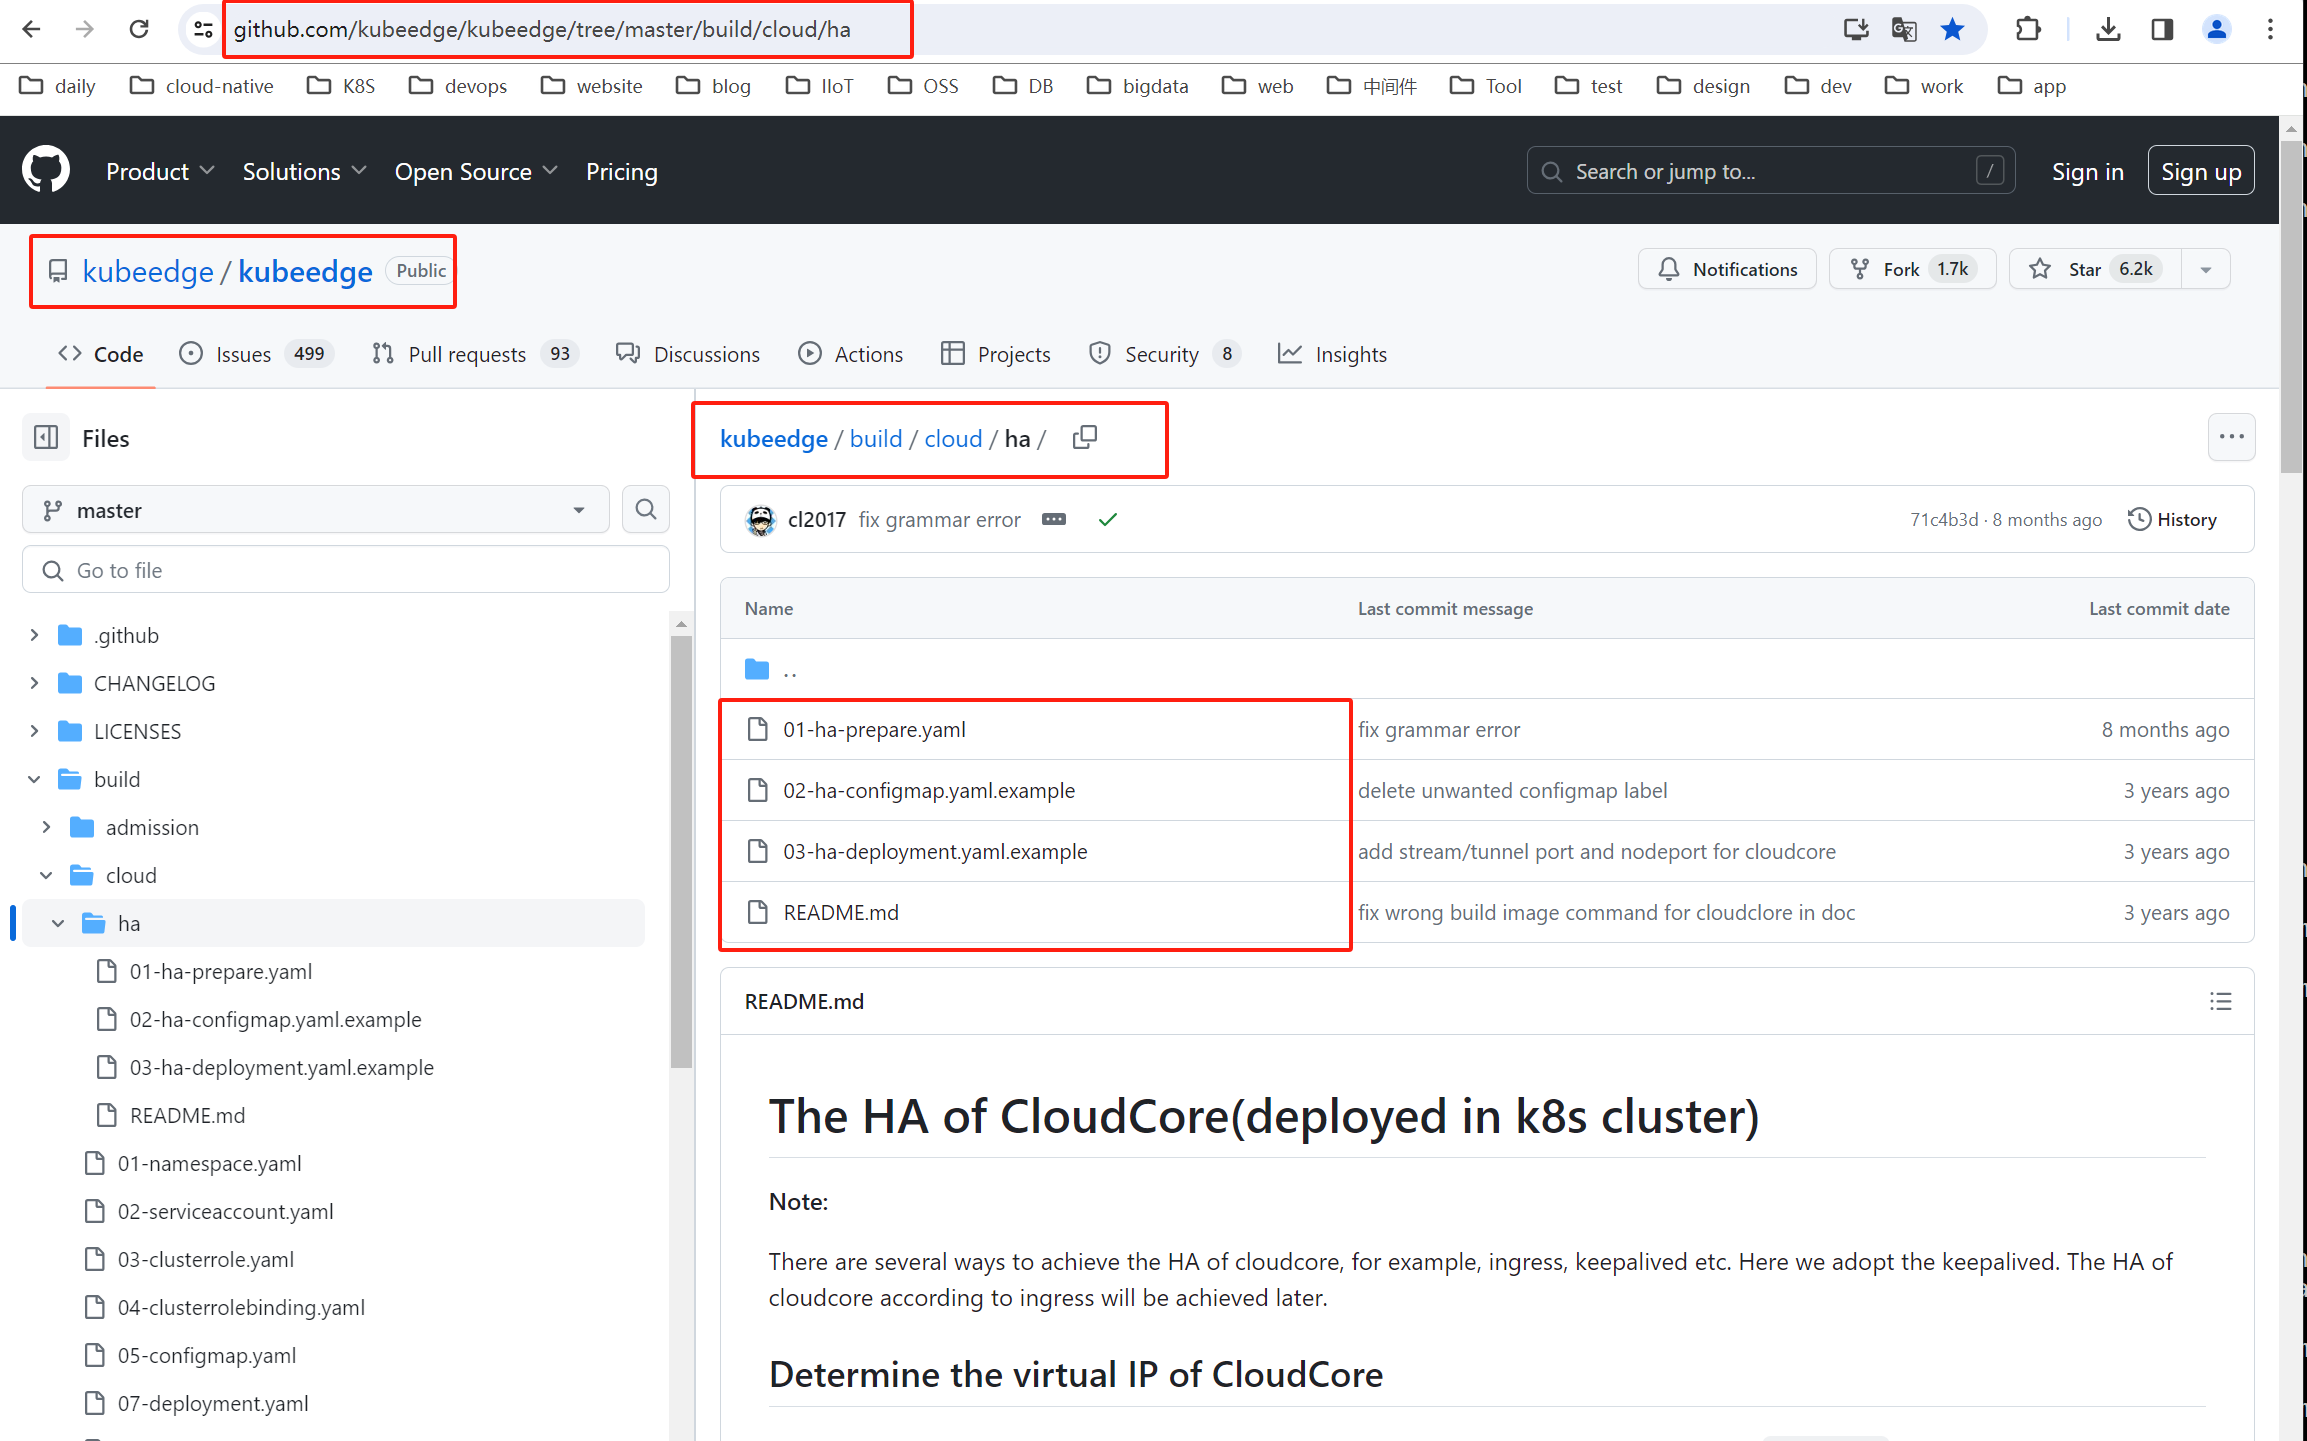 github.com/kubeedge/kubeedge/tree/master/build/cloud/ha
daily cloud-native K8S devops website blog IIoT OSS DB bigdata web 中间件 Tool test design dev work app
Product Solutions Open Source Pricing Search or jump to... / Sign in Sign up
kubeedge / kubeedge Public Notifications Fork 1.7k Star 6.2k
Code Issues 499 Pull requests 93 Discussions Actions Projects Security 8 Insights
Files
master
Go to file
.github
CHANGELOG
LICENSES
build
admission
cloud
ha
01-ha-prepare.yaml
02-ha-configmap.yaml.example
03-ha-deployment.yaml.example
README.md
01-namespace.yaml
02-serviceaccount.yaml
03-clusterrole.yaml
04-clusterrolebinding.yaml
05-configmap.yaml
07-deployment.yaml
kubeedge / build / cloud / ha /
cl2017 fix grammar error 71c4b3d · 8 months ago History
Name Last commit message Last commit date
..
01-ha-prepare.yaml fix grammar error 8 months ago
02-ha-configmap.yaml.example delete unwanted configmap label 3 years ago
03-ha-deployment.yaml.example add stream/tunnel port and nodeport for cloudcore 3 years ago
README.md fix wrong build image command for cloudclore in doc 3 years ago
README.md
The HA of CloudCore(deployed in k8s cluster)
Note:
There are several ways to achieve the HA of cloudcore, for example, ingress, keepalived etc. Here we adopt the keepalived. The HA of
cloudcore according to ingress will be achieved later.
Determine the virtual IP of CloudCore